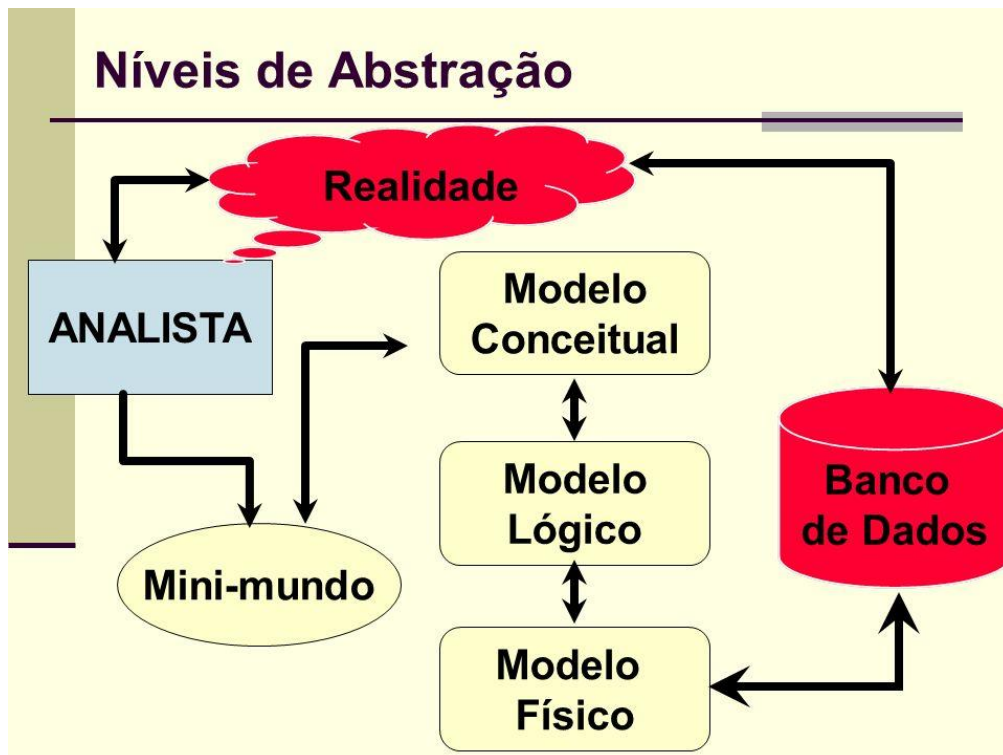 Níveis de Abstração
Realidade
ANALISTA
Modelo
Conceitual
Modelo
Lógico
Banco
de Dados
Mini-mundo
Modelo
Físico